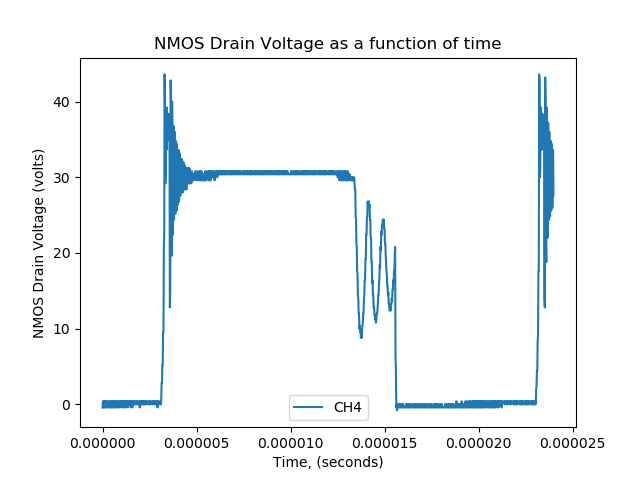 NMOS Drain Voltage as a function of time
NMOS Drain Voltage (volts)
40
30
20
10
0
CH4
0.000000 0.000005 0.000010 0.000015 0.000020 0.000025
Time, (seconds)